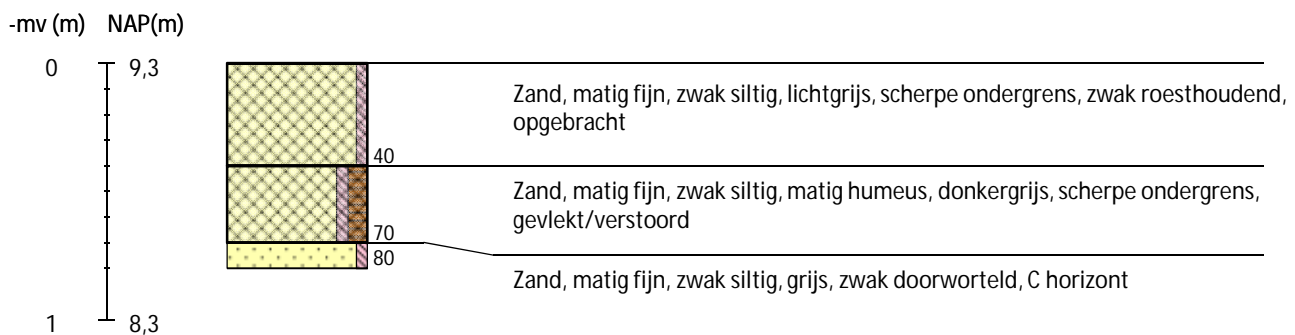 -mv (m) NAP(m)
0 9,3
Zand, matig fijn, zwak siltig, lichtgrijs, scherpe ondergrens, zwak roesthoudend,
opgebracht
40
Zand, matig fijn, zwak siltig, matig humeus, donkergrijs, scherpe ondergrens,
gevlekt/verstoord
70
80
Zand, matig fijn, zwak siltig, grijs, zwak doorworteld, C horizont
1 8,3